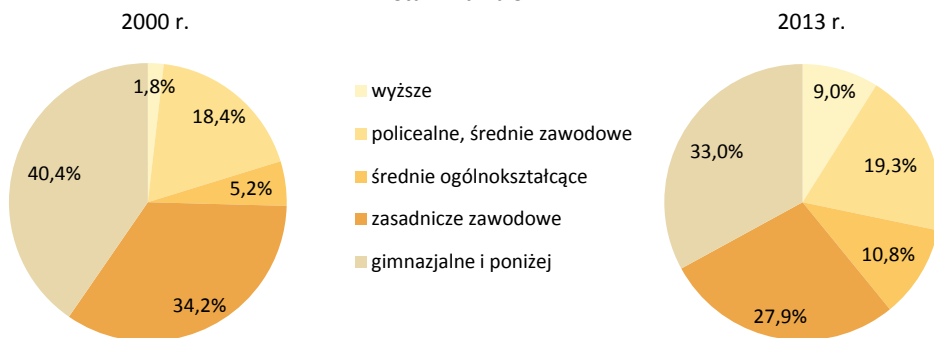 2000 r.
2013 r.
1,8%
18,4%
5,2%
34,2%
40,4%
wyższe
policealne, średnie zawodowe
średnie ogólnokształcące
zasadnicze zawodowe
gimnazjalne i poniżej
9,0%
19,3%
10,8%
27,9%
33,0%